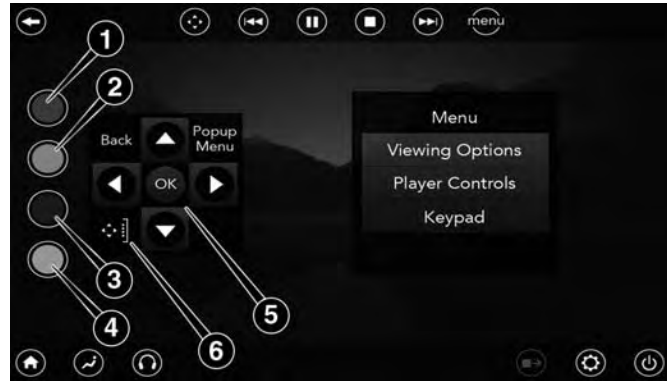 menu
1
2
Back
Popup
Menu
OK
Menu
Viewing Options
Player Controls
Keypad
3
4
5
6